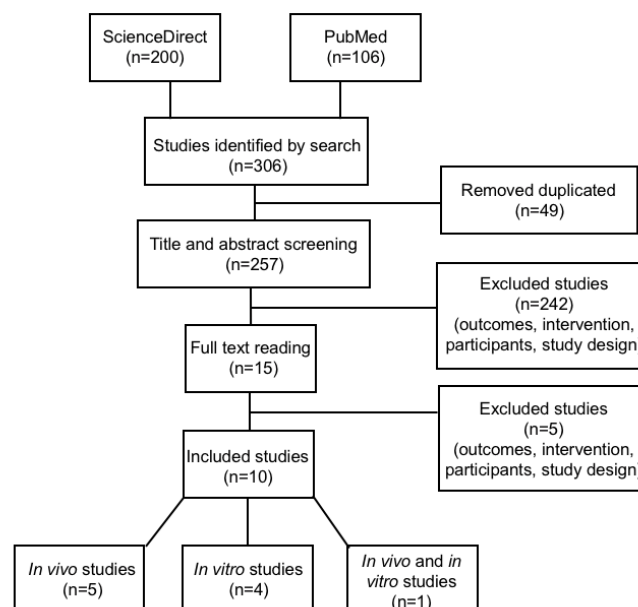 ScienceDirect
(n=200)
PubMed
(n=106)
Studies identified by search
(n=306)
Removed duplicated
(n=49)
Title and abstract screening
(n=257)
Excluded studies
(n=242)
(outcomes, intervention,
participants, study design
Full text reading
(n=15)
Excluded studies
(n=5)
(outcomes, intervention,
participants, study design)
Included studies
(n=10)
In vivo studies
(n=5)
In vitro studies
(n=4)
In vivo and in
vitro studies
(n=1)